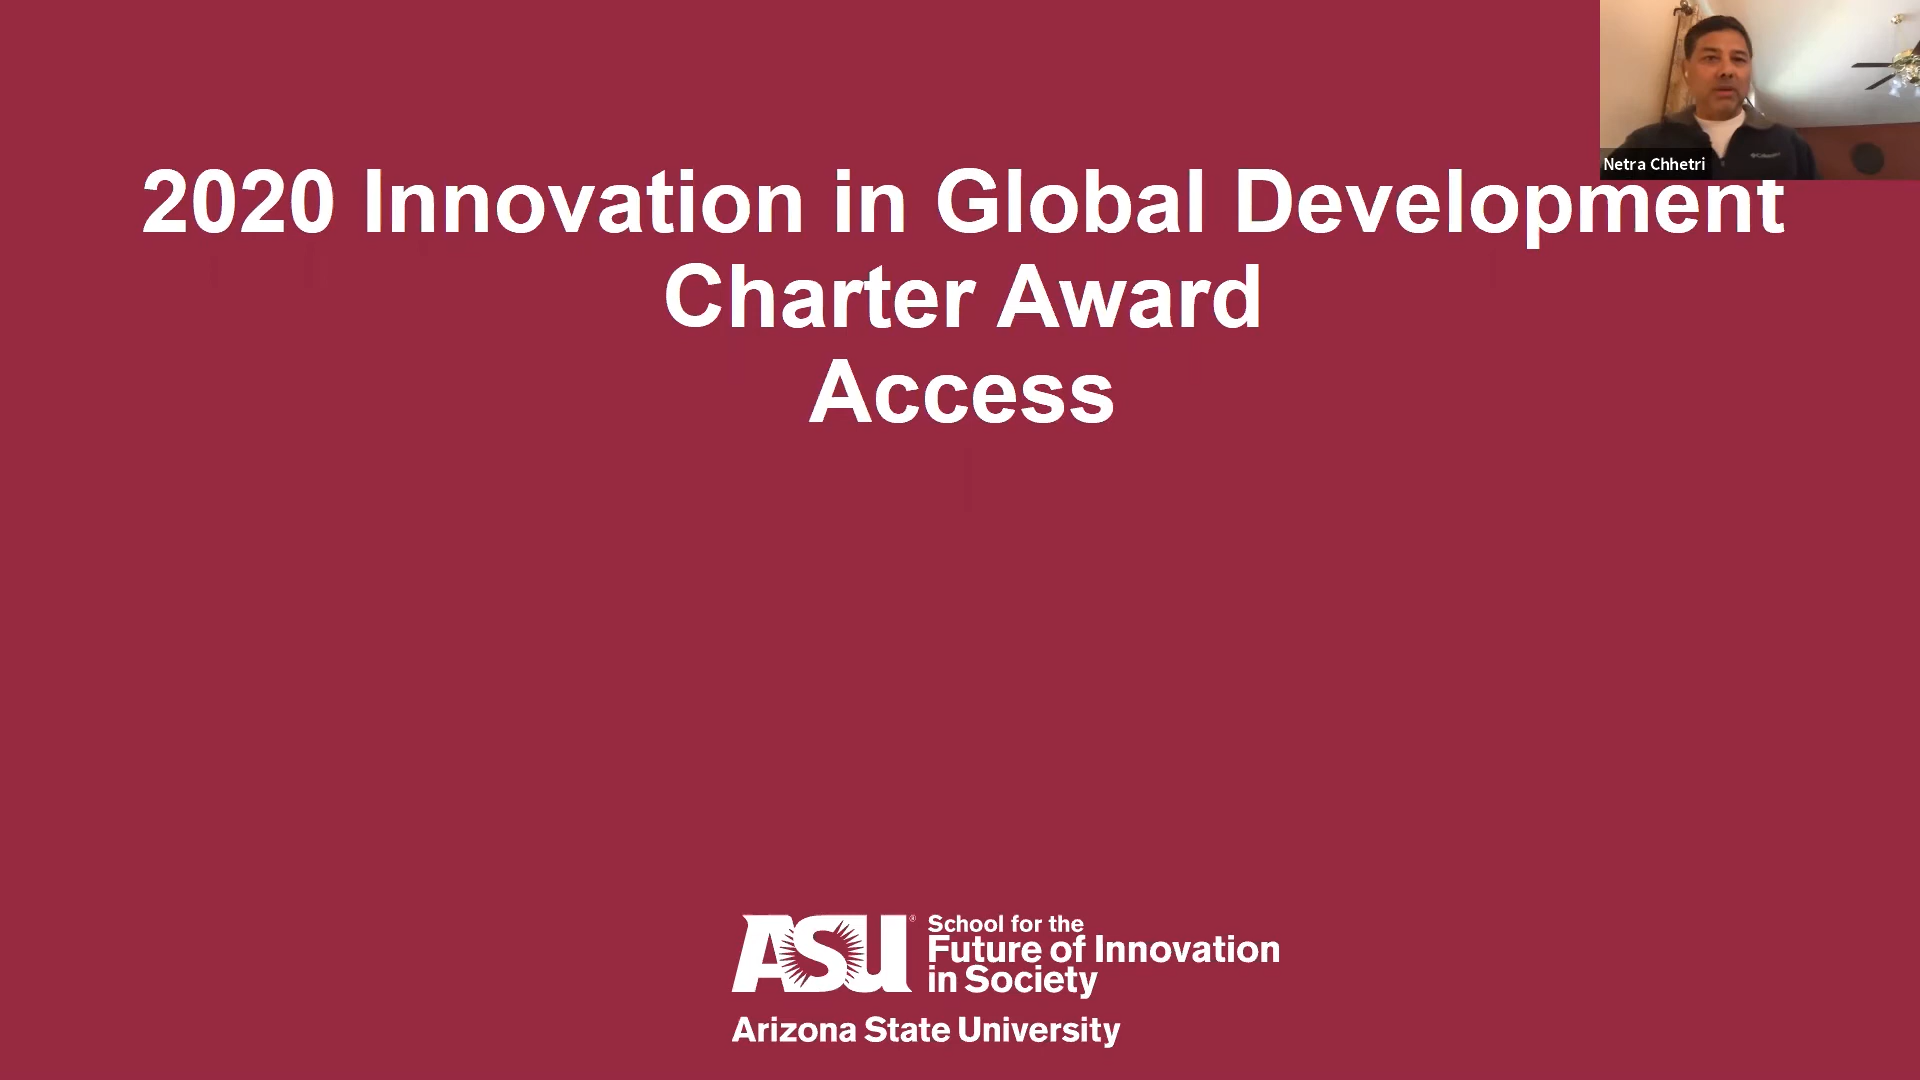 Netra Chhetri
2020 Innovation in Global Development
Charter Award
Access
ASU®
School for the
Future of Innovation
in Society
Arizona State University